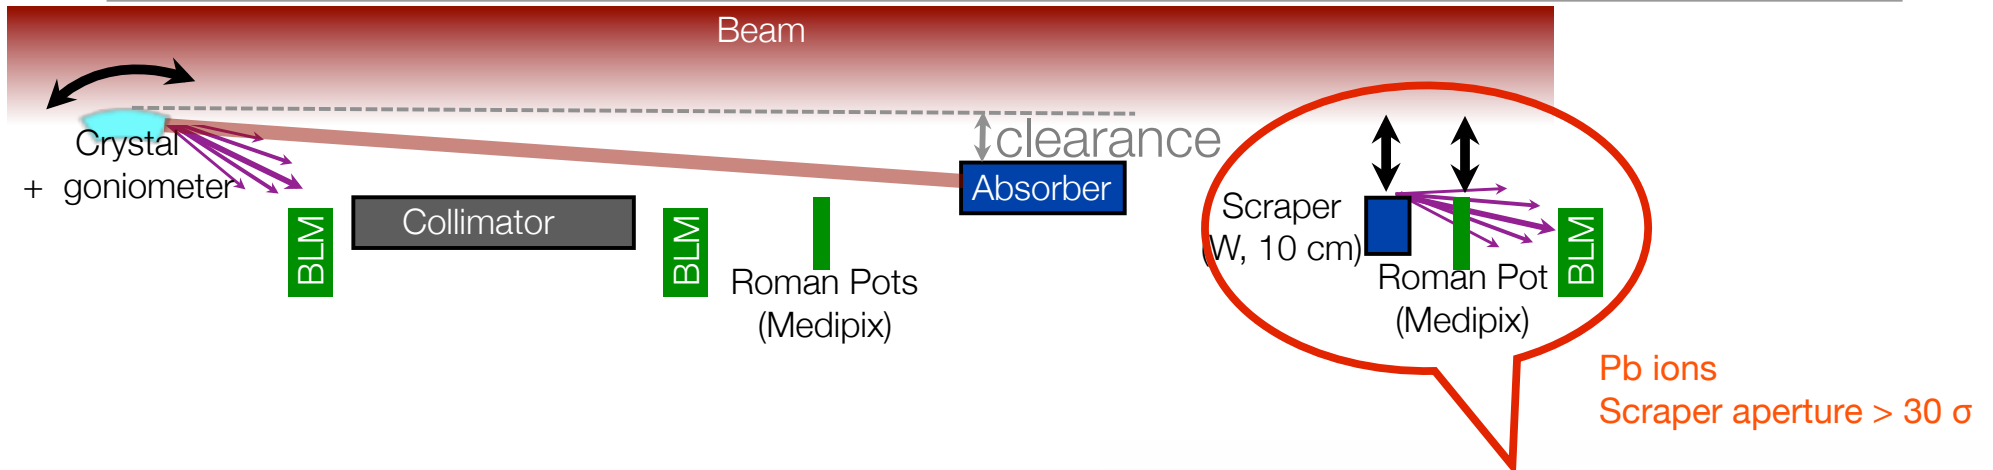 Beam
clearance
Crystal
+ goniometer
Absorber
BLM
Collimator
BLM
Roman Pots
(Medipix)
Scraper
(W, 10 cm)
Roman Pot
(Medipix)
BLM
Pb ions
Scraper aperture > 30 σ